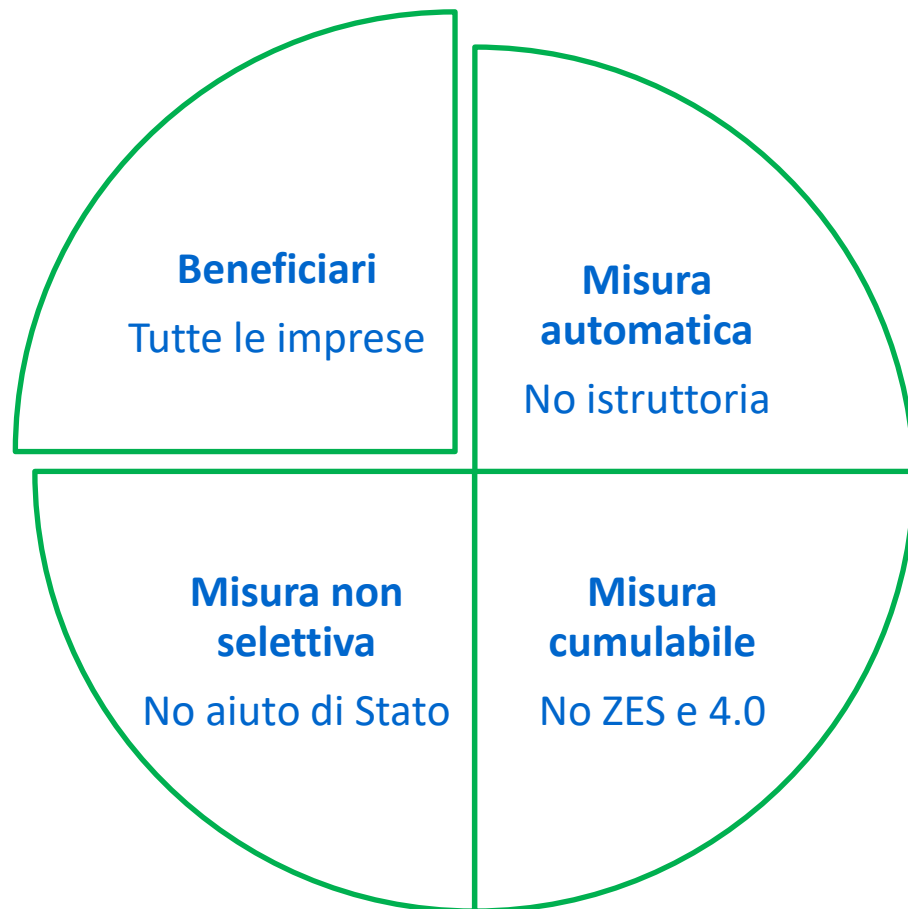 Beneficiari
Tutte le imprese
Misura
automatica
No istruttoria
Misura non
selettiva
No aiuto di Stato
Misura
cumulabile
No ZES e 4.0